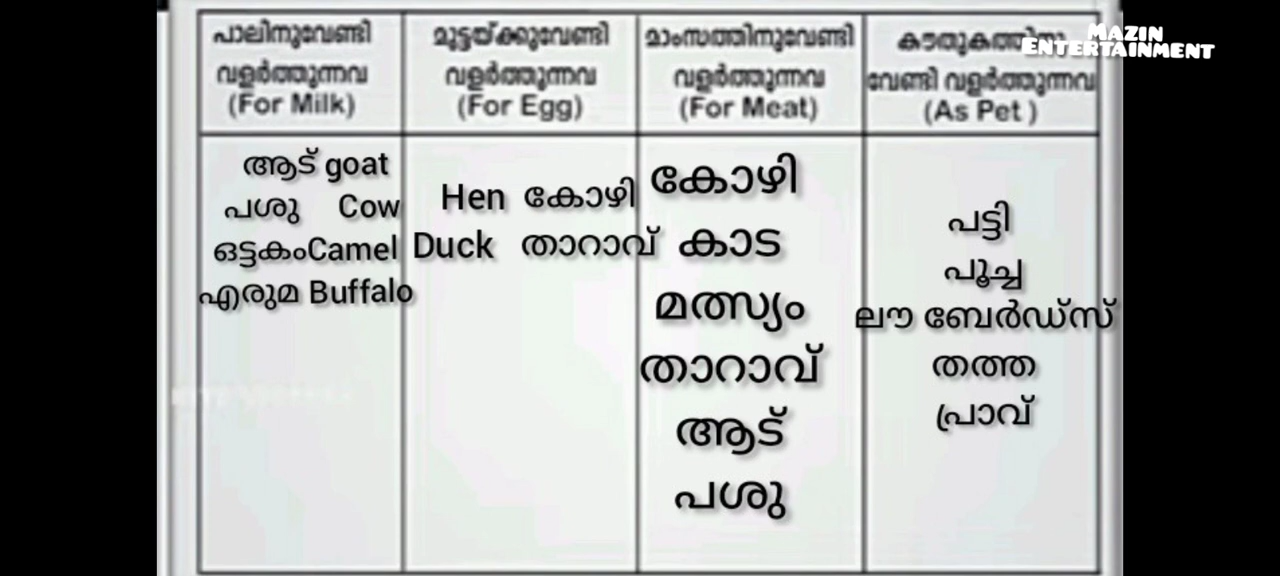 പാലിനുവേണ്ടി
വളർത്തുന്നവ
(For Milk)
മുട്ടയ്ക്കുവേണ്ടി
വളർത്തുന്നവ
(For Egg)
മാംസത്തിനുവേണ്ടി
വളർത്തുന്നവ
(For Meat)
വേണ്ടി വളർത്തുന്നവ
(As Pet )
MAZIN
ENTERTAINMENT
ആട് goat
പശു Cow
ഒട്ടകംCamel
എരുമ Buffalo
Hen കോഴി
Duck താറാവ്
കോഴി
കാട
മത്സ്യം
താറാവ്
ആട്
പശു
പട്ടി
പൂച്ച
ലൗ ബേർഡ്സ്
തത്ത
പ്രാവ്